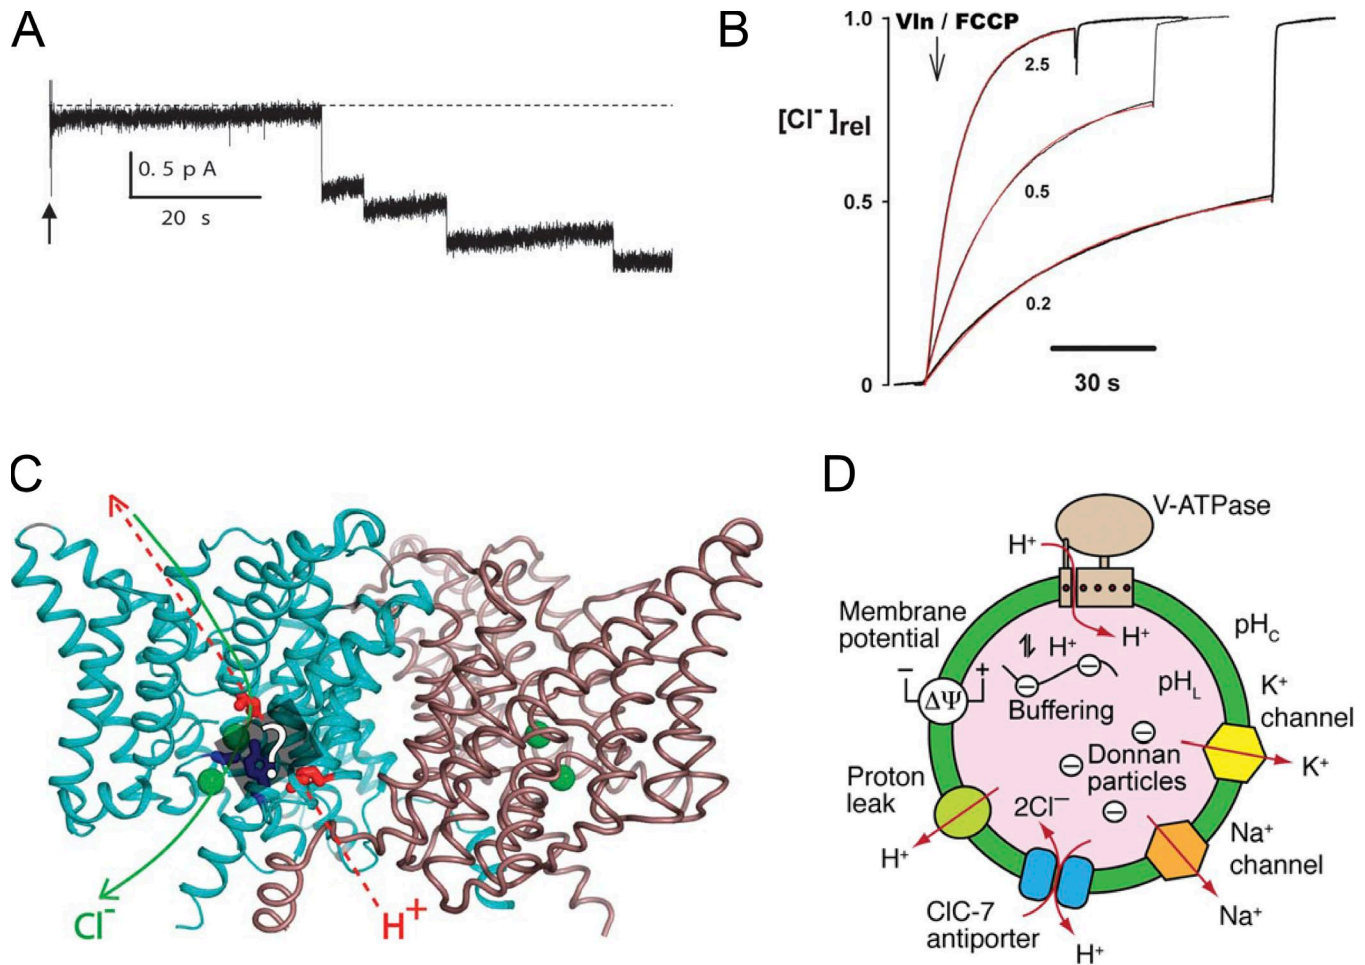 A
0.5 pA
20 s
B
Vln / FCCP
1.0
2.5
[Cl⁻]rel
0.5
0.5
0.2
0
30 s
C
?
Cl⁻
H⁺
D
V-ATPase
H⁺
H⁺
Membrane
potential
pHC
− +
ΔΨ
⇌ H⁺
−
−
Buffering
pHL
K⁺
channel
K⁺
−
−
Donnan
particles
−
Proton
leak
H⁺
2Cl⁻
Na⁺
channel
Na⁺
ClC-7
antiporter
H⁺